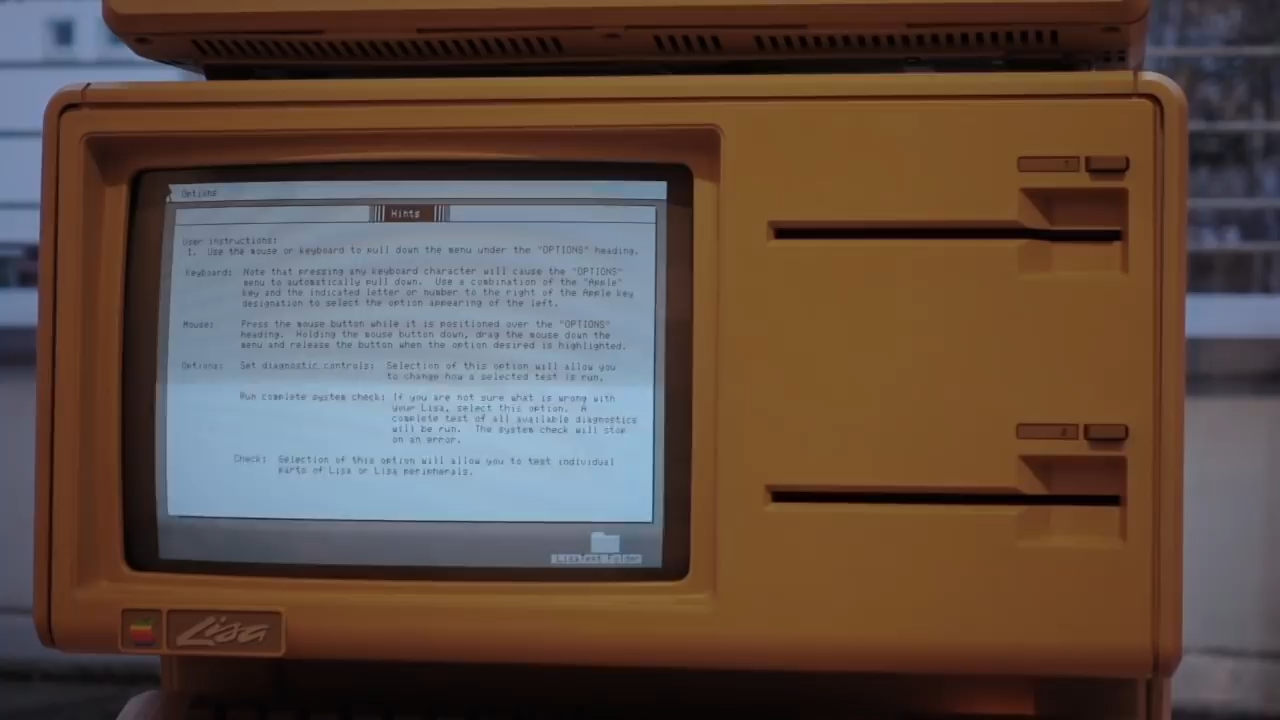 Options
Hints
User instructions:
1. Use the mouse or keyboard to pull down the menu under the "OPTIONS" heading.
Keyboard: Note that pressing any keyboard character will cause the "OPTIONS"
menu to automatically pull down. Use a combination of the "Apple"
key and the indicated letter or number to the right of the Apple key
designation to select the option appearing of the left.
Mouse: Press the mouse button while it is positioned over the "OPTIONS"
heading. Holding the mouse button down, drag the mouse down the
menu and release the button when the option desired is highlighted.
Options: Set diagnostic controls: Selection of this option will allow you
to change how a selected test is run.
Run complete system check: If you are not sure what is wrong with
your Lisa, select this option. A
complete test of all available diagnostics
will be run. The system check will stop
on an error.
Check: Selection of this option will allow you to test individual
parts of Lisa or Lisa peripherals.
LisaTest Folder
Lisa
1
2